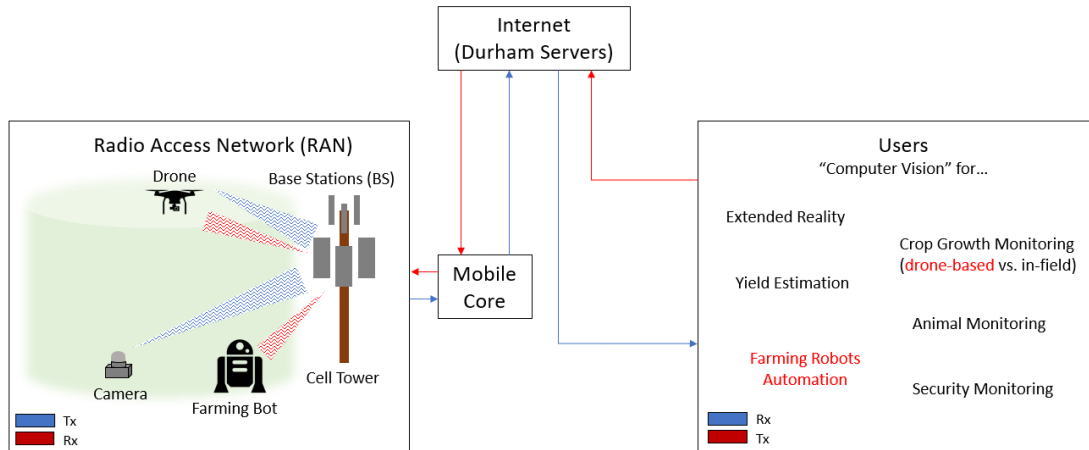 Internet
(Durham Servers)
Radio Access Network (RAN)
Drone
Base Stations (BS)
Camera
Farming Bot
Cell Tower
Tx
Rx
Mobile
Core
Users
“Computer Vision” for...
Extended Reality
Crop Growth Monitoring
(drone-based vs. in-field)
Yield Estimation
Animal Monitoring
Farming Robots
Automation
Security Monitoring
Rx
Tx